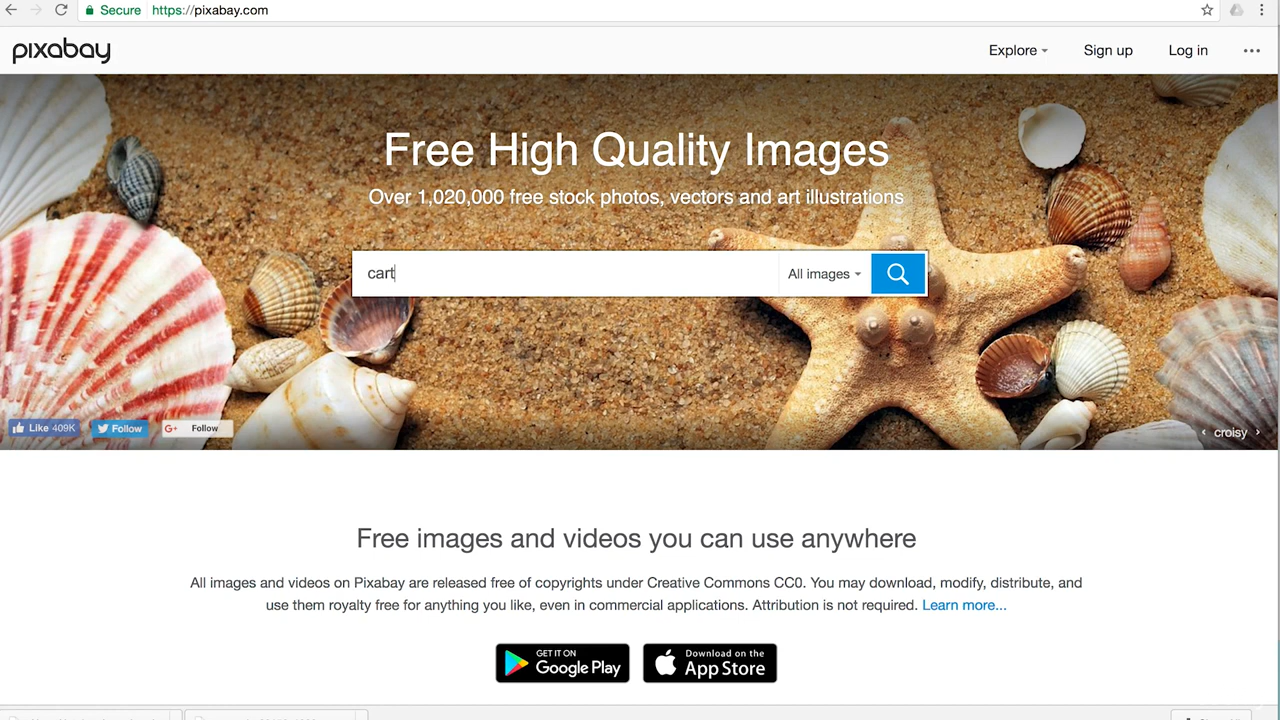 Secure https://pixabay.com
pixabay
Explore Sign up Log in
Free High Quality Images
Over 1,020,000 free stock photos, vectors and art illustrations
cart All images
Like 409K Follow G+ Follow
‹ croisy ›
Free images and videos you can use anywhere
All images and videos on Pixabay are released free of copyrights under Creative Commons CC0. You may download, modify, distribute, and
use them royalty free for anything you like, even in commercial applications. Attribution is not required. Learn more...
GET IT ON
Google Play
Download on the
App Store